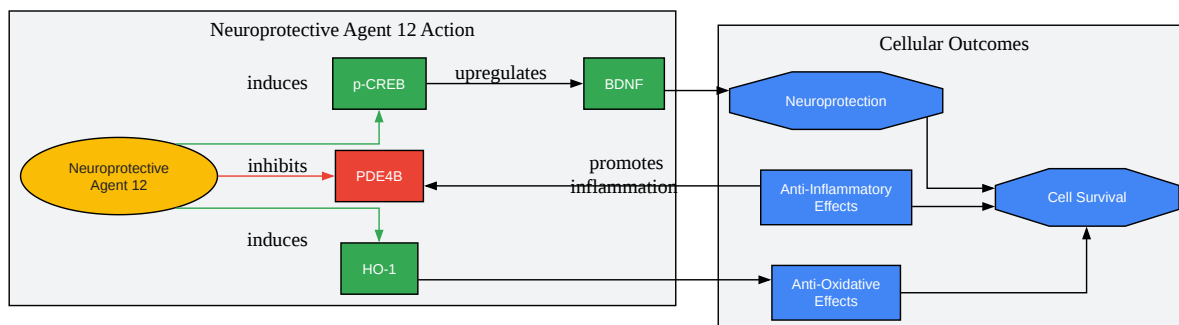 Neuroprotective Agent 12 Action
Cellular Outcomes
induces
p-CREB
upregulates
BDNF
Neuroprotection
Neuroprotective
Agent 12
inhibits
PDE4B
promotes
inflammation
Anti-Inflammatory
Effects
Cell Survival
induces
HO-1
Anti-Oxidative
Effects